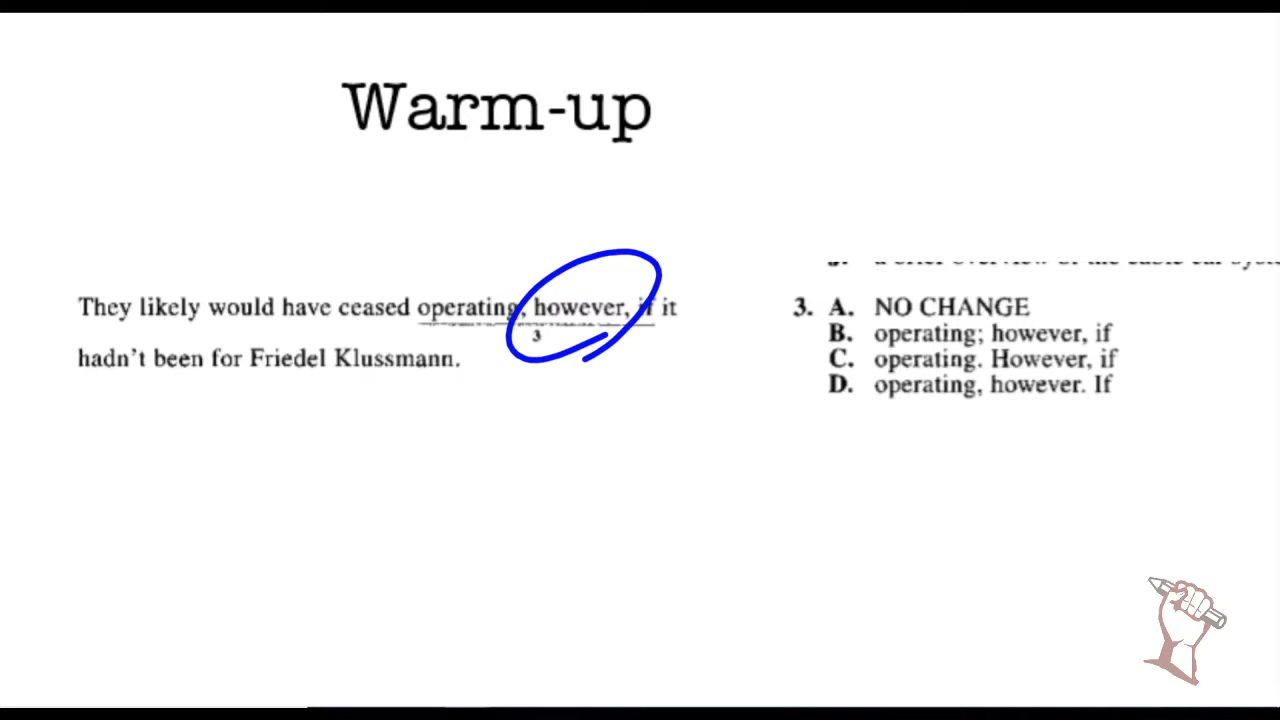 Warm-up
They likely would have ceased operating, however, if it
3
hadn't been for Friedel Klussmann.
3. A. NO CHANGE
B. operating; however, if
C. operating. However, if
D. operating, however. If